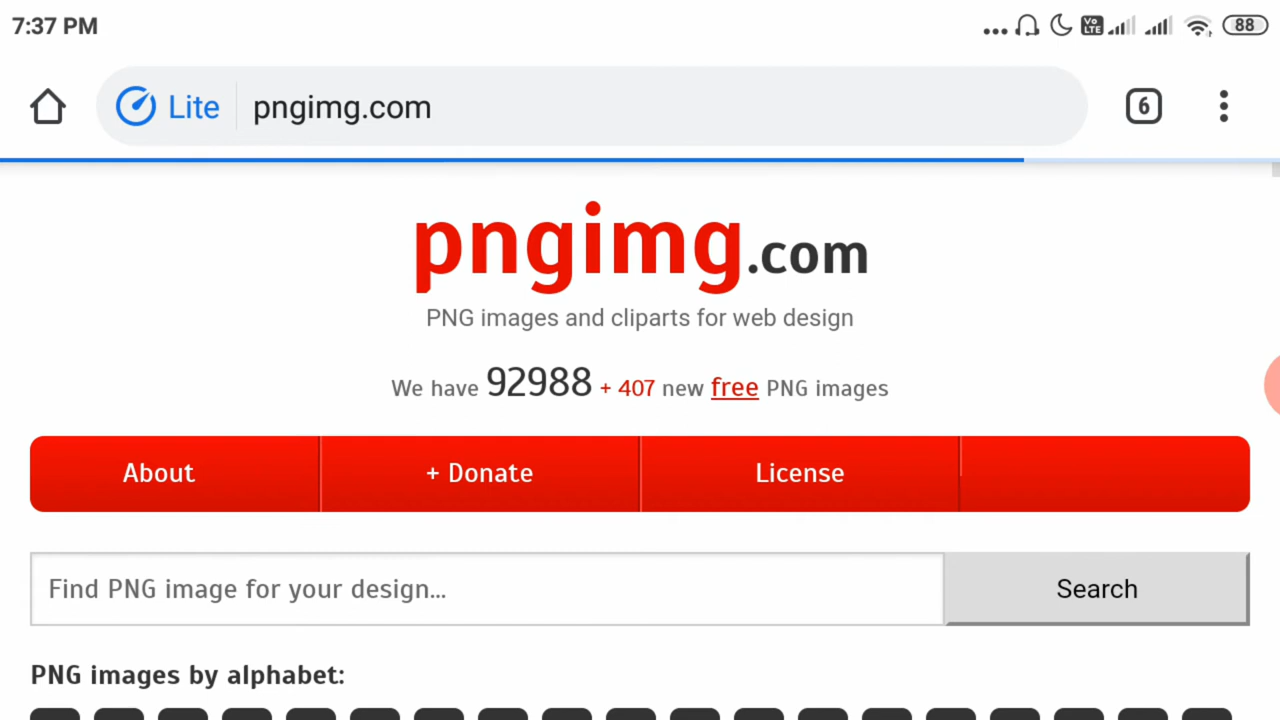 7:37 PM
Vo LTE
88
Lite
pngimg.com
6
pngimg.com
PNG images and cliparts for web design
We have 92988 + 407 new free PNG images
About
+ Donate
License
Find PNG image for your design...
Search
PNG images by alphabet: